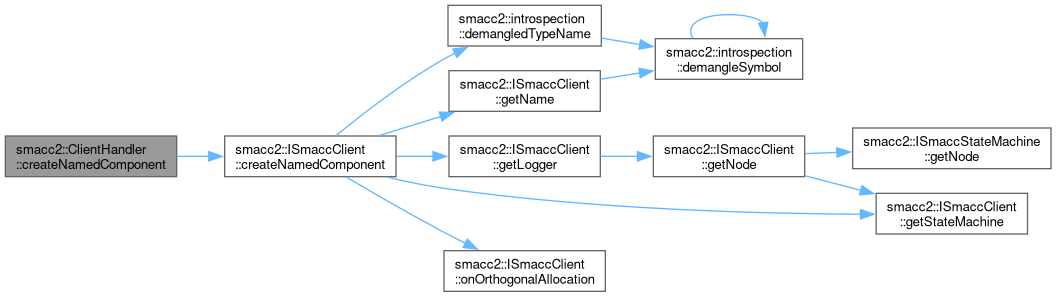 smacc2::ClientHandler
::createNamedComponent
smacc2::ISmaccClient
::createNamedComponent
smacc2::introspection
::demangledTypeName
smacc2::introspection
::demangleSymbol
smacc2::ISmaccClient
::getName
smacc2::ISmaccClient
::getLogger
smacc2::ISmaccClient
::getNode
smacc2::ISmaccStateMachine
::getNode
smacc2::ISmaccClient
::getStateMachine
smacc2::ISmaccClient
::onOrthogonalAllocation